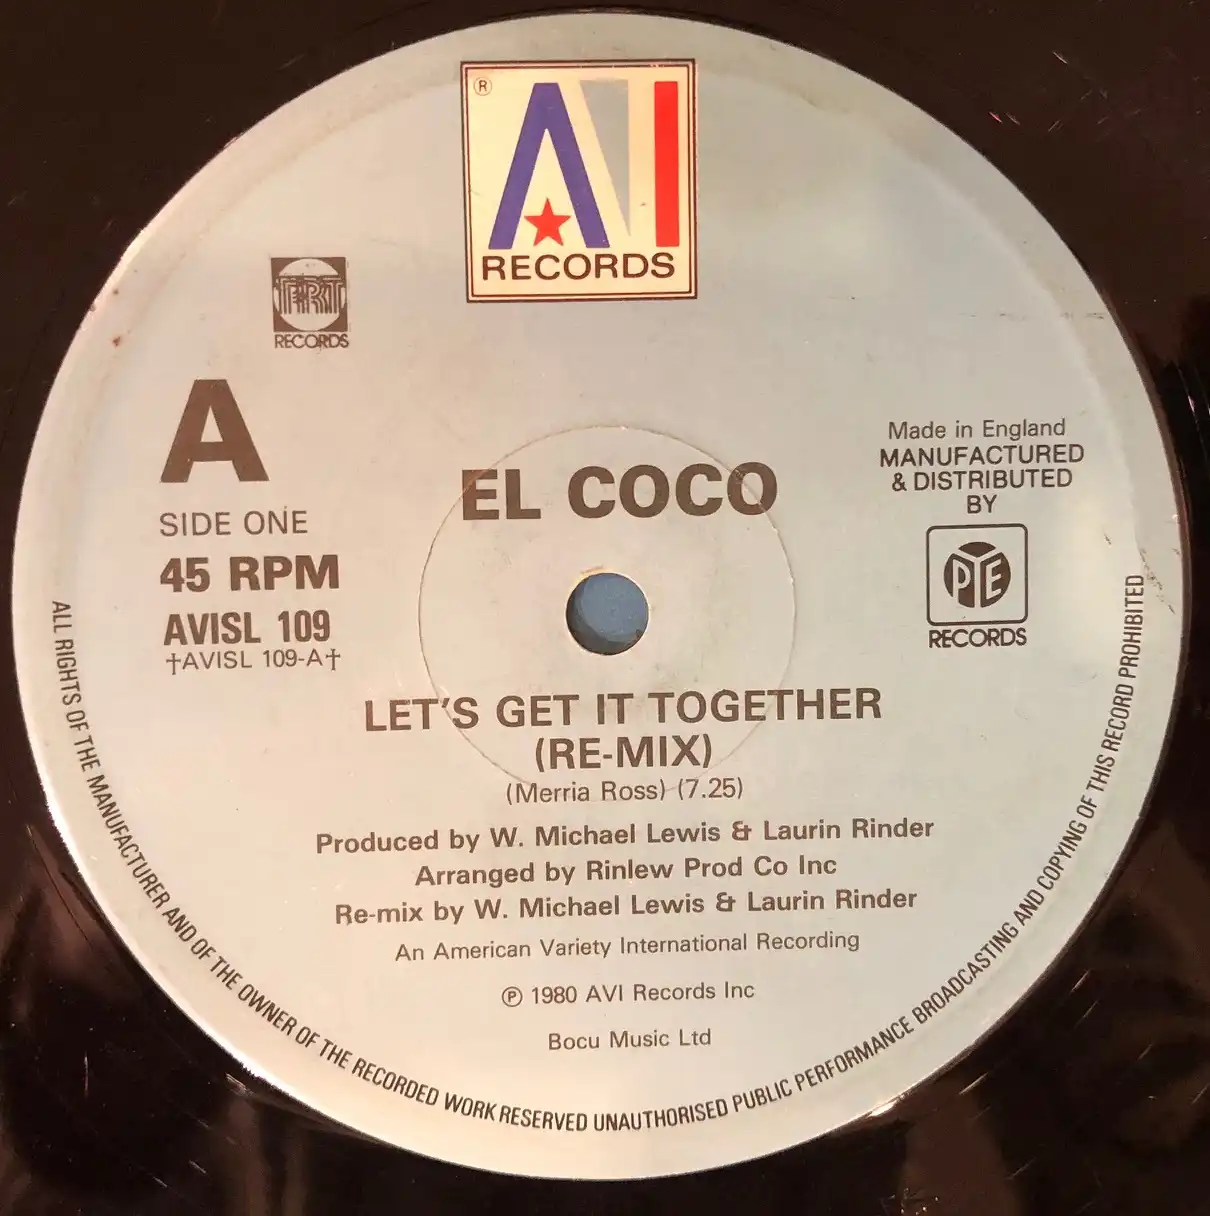 ®
AVI
RECORDS
TRT
RECORDS
A
SIDE ONE
45 RPM
AVISL 109
†AVISL 109-A†
EL COCO
Made in England
MANUFACTURED
& DISTRIBUTED
BY
PYE
RECORDS
LET'S GET IT TOGETHER
(RE-MIX)
(Merria Ross) (7.25)
Produced by W. Michael Lewis & Laurin Rinder
Arranged by Rinlew Prod Co Inc
Re-mix by W. Michael Lewis & Laurin Rinder
An American Variety International Recording
℗ 1980 AVI Records Inc
Bocu Music Ltd
ALL RIGHTS OF THE MANUFACTURER AND OF THE OWNER OF THE RECORDED WORK RESERVED UNAUTHORISED PUBLIC PERFORMANCE BROADCASTING AND COPYING OF THIS RECORD PROHIBITED